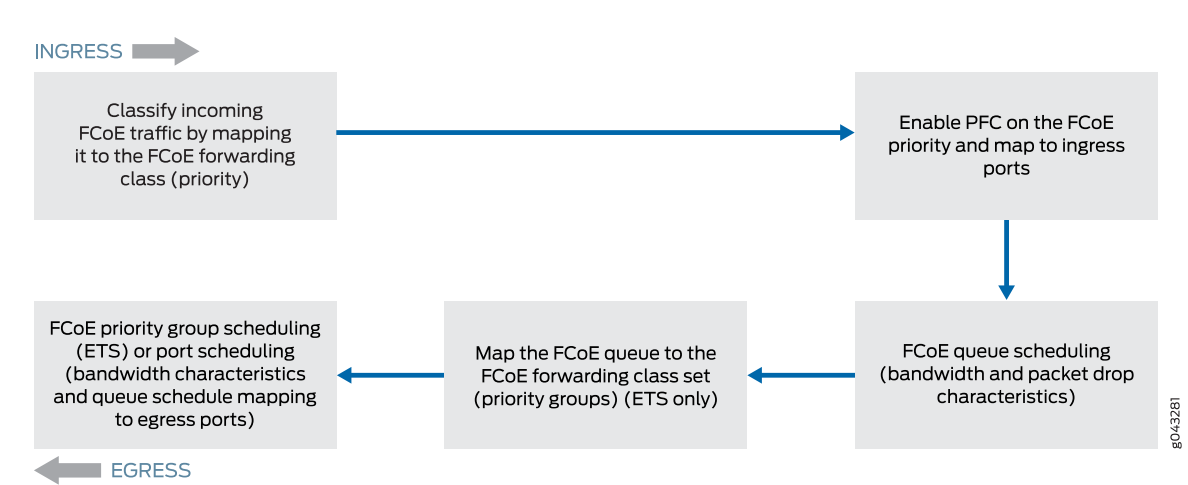 INGRESS
Classify incoming
FCoE traffic by mapping
it to the FCoE forwarding
class (priority)
Enable PFC on the FCoE
priority and map to ingress
ports
FCoE queue scheduling
(bandwidth and packet drop
characteristics)
Map the FCoE queue to the
FCoE forwarding class set
(priority groups) (ETS only)
FCoE priority group scheduling
(ETS) or port scheduling
(bandwidth characteristics
and queue schedule mapping
to egress ports)
EGRESS
g043281